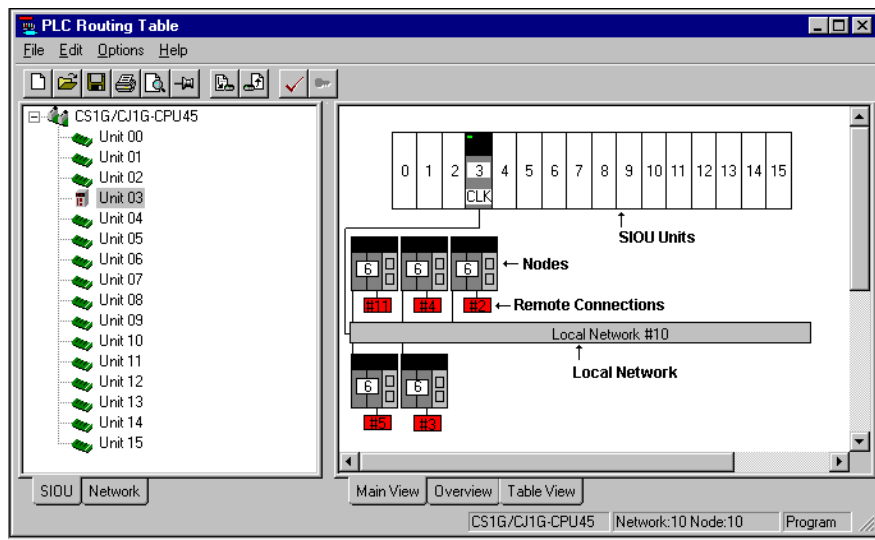 PLC Routing Table
File Edit Options Help
CS1G/CJ1G-CPU45
Unit 00
Unit 01
Unit 02
Unit 03
Unit 04
Unit 05
Unit 06
Unit 07
Unit 08
Unit 09
Unit 10
Unit 11
Unit 12
Unit 13
Unit 14
Unit 15
SIOU Network
0 1 2 3 4 5 6 7 8 9 10 11 12 13 14 15
CLK
SIOU Units
6 6 6 Nodes
#11 #4 #2 Remote Connections
Local Network #10
Local Network
6 6
#5 #3
Main View Overview Table View
CS1G/CJ1G-CPU45 Network:10 Node:10 Program